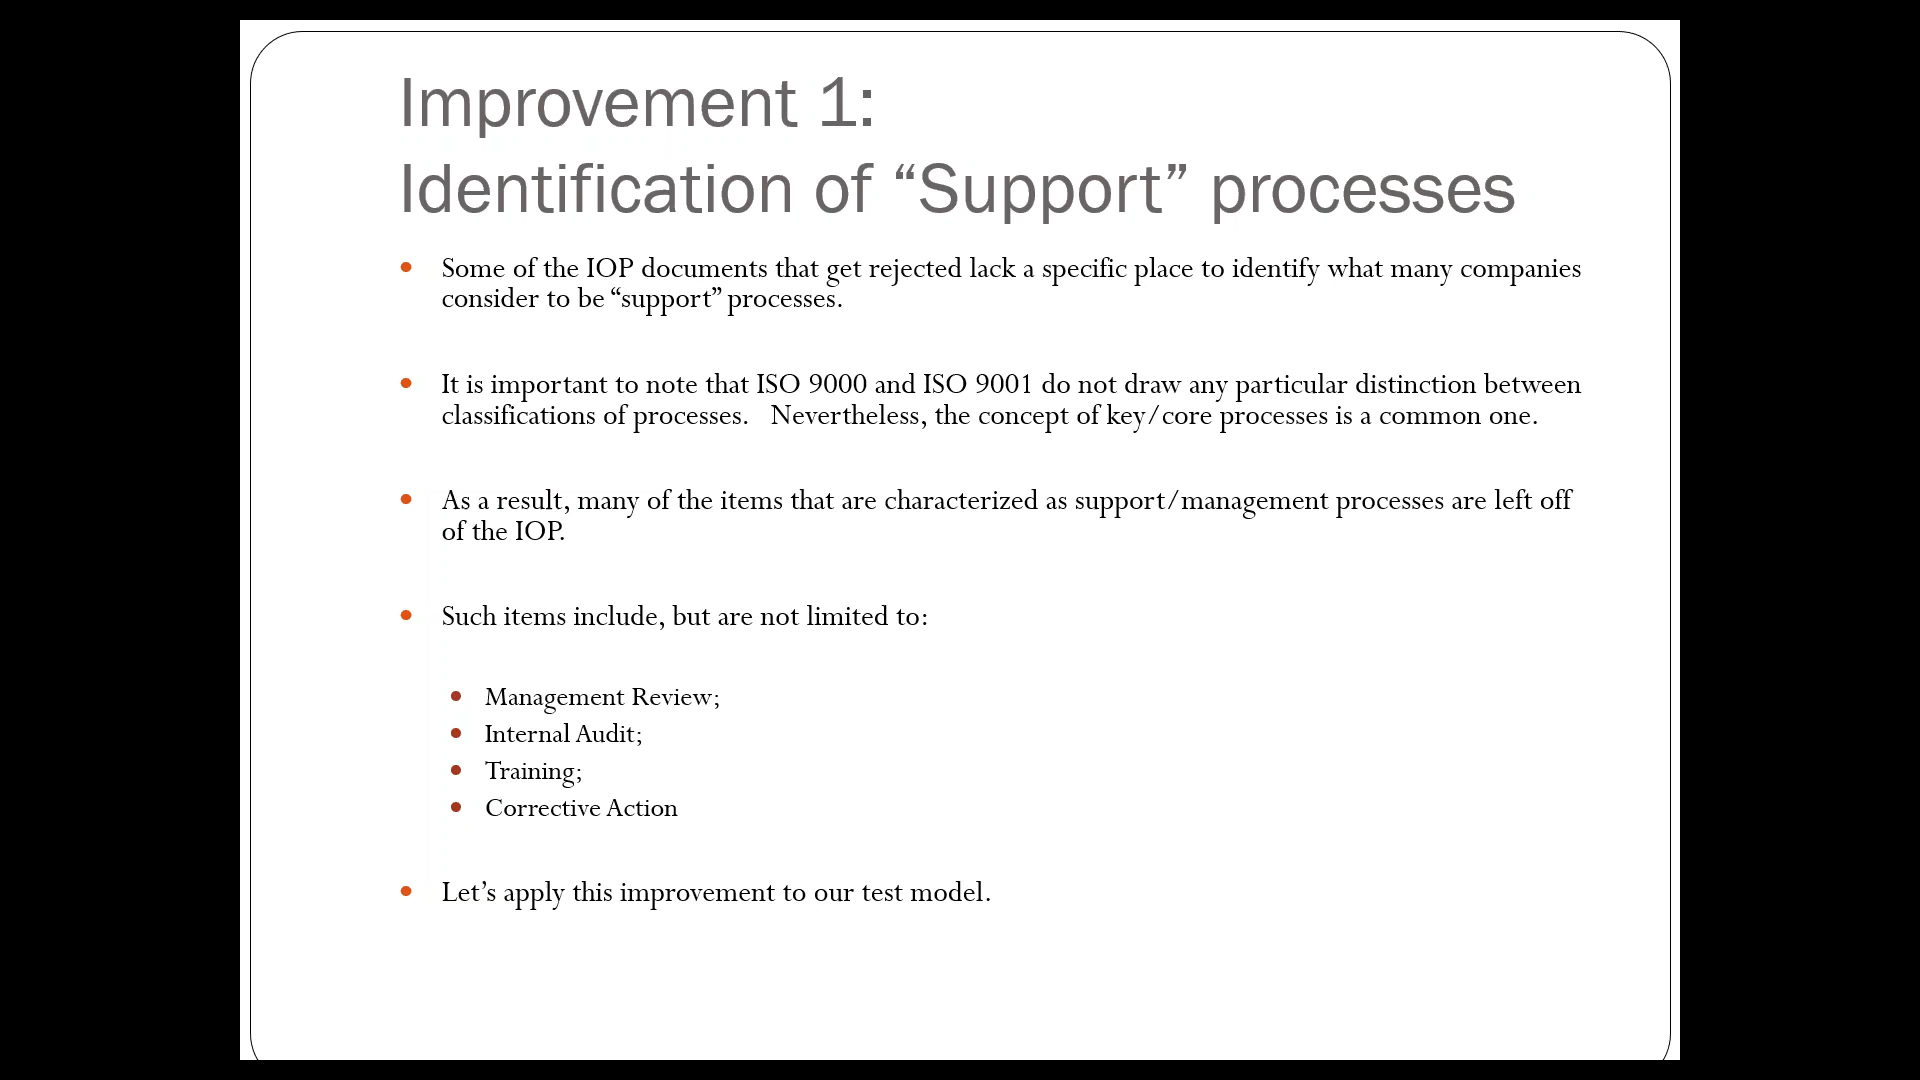 Improvement 1:
Identification of “Support” processes
• Some of the IOP documents that get rejected lack a specific place to identify what many companies
consider to be “support” processes.
• It is important to note that ISO 9000 and ISO 9001 do not draw any particular distinction between
classifications of processes.   Nevertheless, the concept of key/core processes is a common one.
• As a result, many of the items that are characterized as support/management processes are left off
of the IOP.
• Such items include, but are not limited to:
• Management Review;
• Internal Audit;
• Training;
• Corrective Action
• Let’s apply this improvement to our test model.